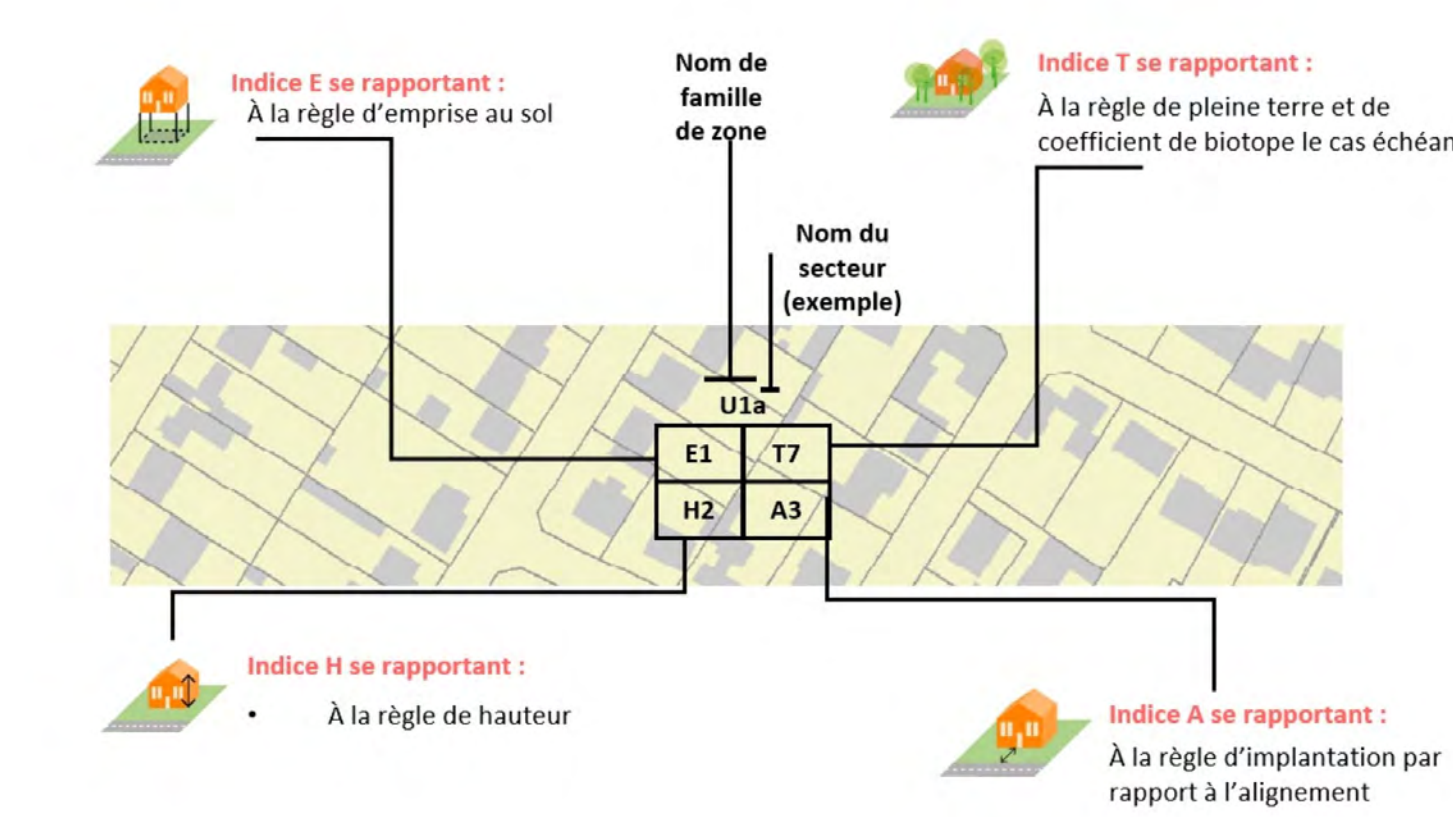 Indice E se rapportant :
À la règle d'emprise au sol
Nom de
famille
de zone
Indice T se rapportant :
À la règle de pleine terre et de
coefficient de biotope le cas échéan
Nom du
secteur
(exemple)
U1a
E1 T7
H2 A3
Indice H se rapportant :
• À la règle de hauteur
Indice A se rapportant :
À la règle d'implantation par
rapport à l'alignement